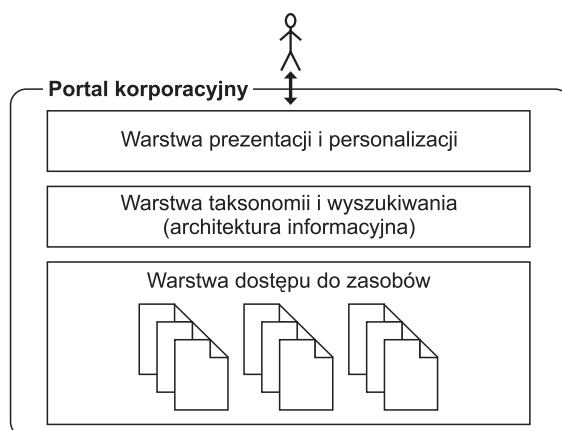 Portal korporacyjny
Warstwa prezentacji i personalizacji
Warstwa taksonomii i wyszukiwania
(architektura informacyjna)
Warstwa dostępu do zasobów